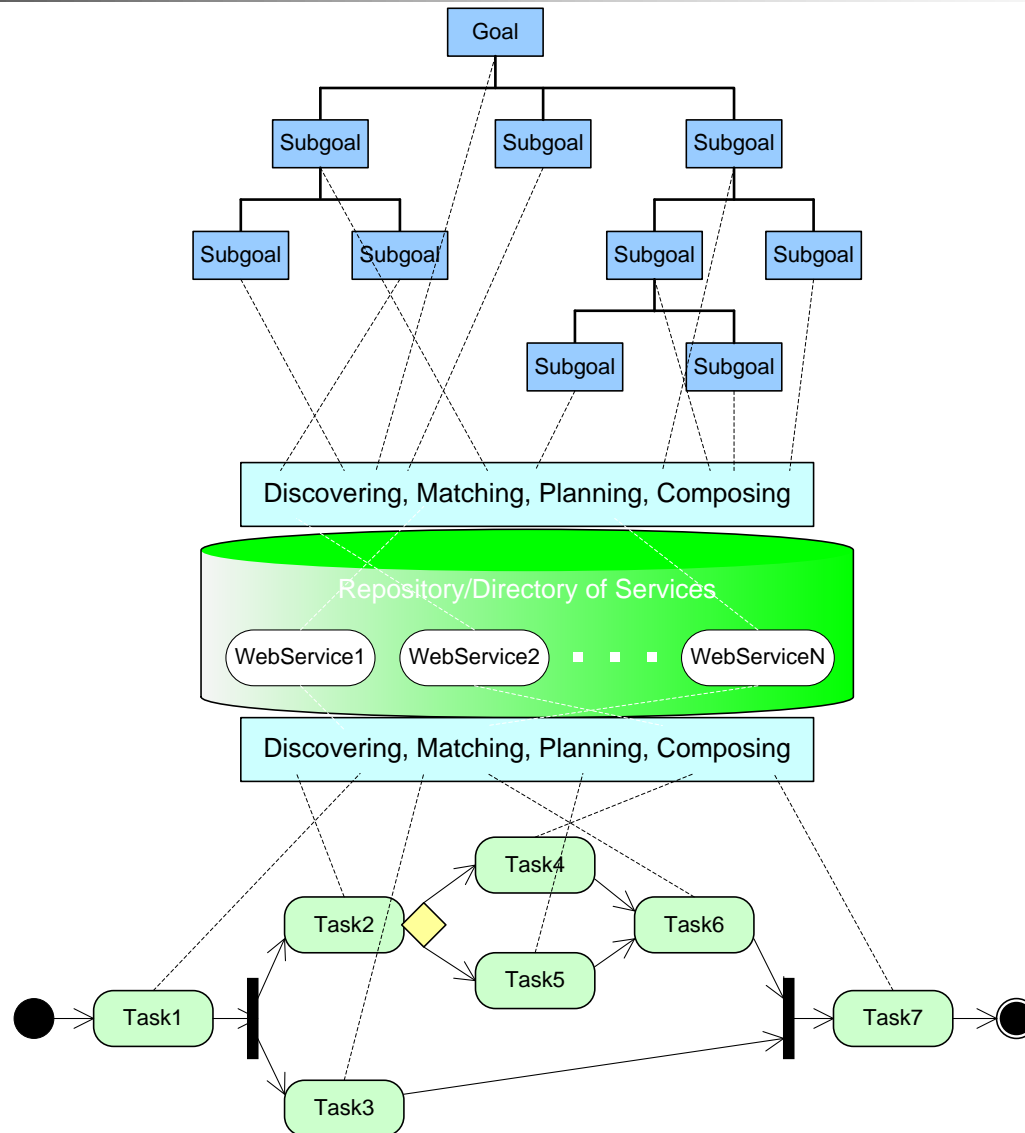 Goal
Subgoal
Subgoal
Subgoal
Subgoal
Subgoal
Subgoal
Subgoal
Subgoal
Subgoal
Discovering, Matching, Planning, Composing
Repository/Directory of Services
WebService1
WebService2
WebServiceN
Discovering, Matching, Planning, Composing
Task4
Task2
Task6
Task5
Task1
Task7
Task3